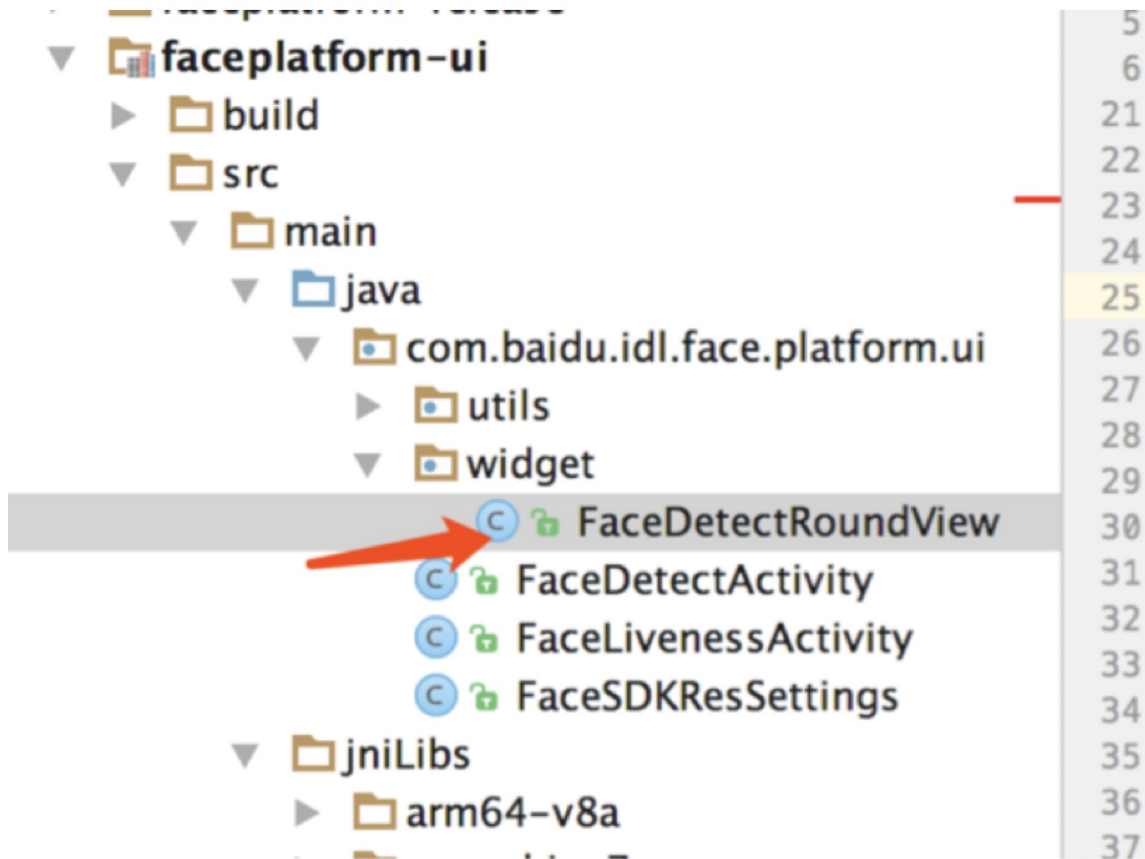 faceplatform-release
5
faceplatform-ui
6
build
21
src
22
23
main
24
java
25
com.baidu.idl.face.platform.ui
26
utils
27
28
widget
29
C FaceDetectRoundView
30
C FaceDetectActivity
31
32
C FaceLivenessActivity
33
C FaceSDKResSettings
34
jniLibs
35
arm64-v8a
36
37